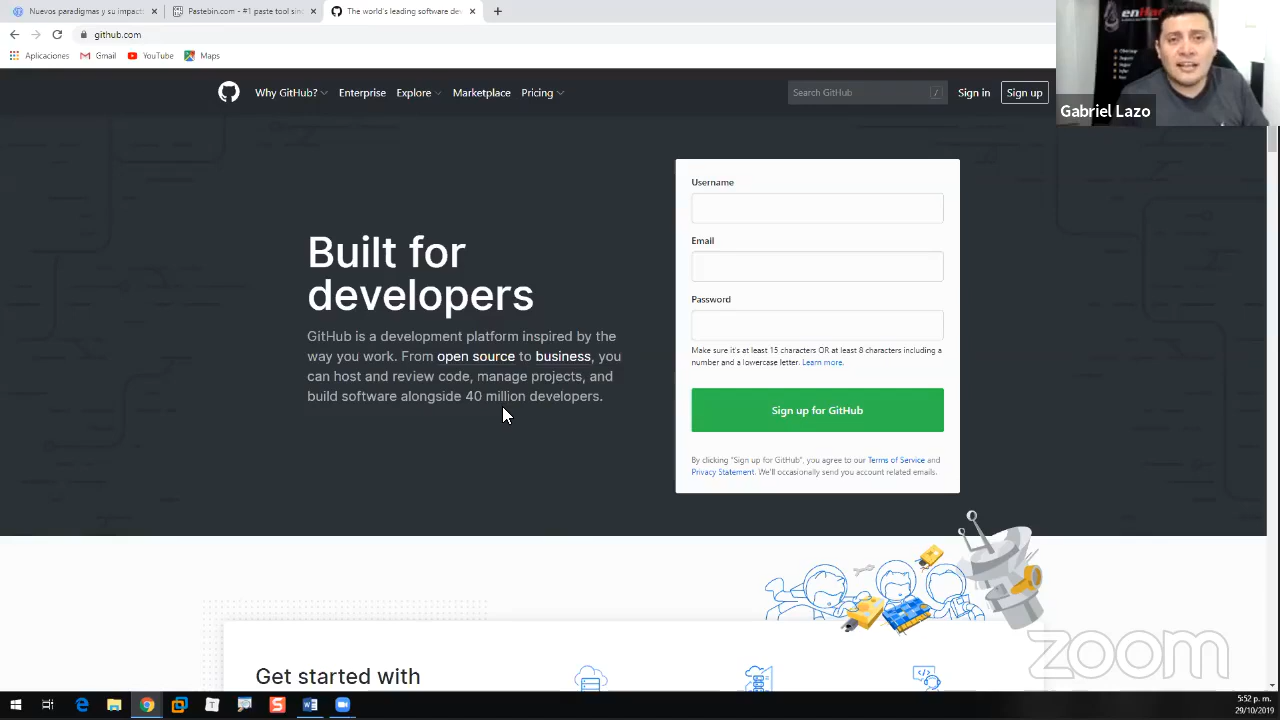 Nuevos paradigmas y su impact
Pastebin.com - #1 paste tool sinc
The world's leading software dev
github.com
Aplicaciones
Gmail
YouTube
Maps
Why GitHub?
Enterprise
Explore
Marketplace
Pricing
Search GitHub
/
Sign in
Sign up
Gabriel Lazo
Built for
developers
GitHub is a development platform inspired by the
way you work. From open source to business, you
can host and review code, manage projects, and
build software alongside 40 million developers.
Username
Email
Password
Make sure it's at least 15 characters OR at least 8 characters including a
number and a lowercase letter. Learn more.
Sign up for GitHub
By clicking "Sign up for GitHub", you agree to our Terms of Service and
Privacy Statement. We'll occasionally send you account related emails.
Get started with
zoom
5:52 p. m.
29/10/2019